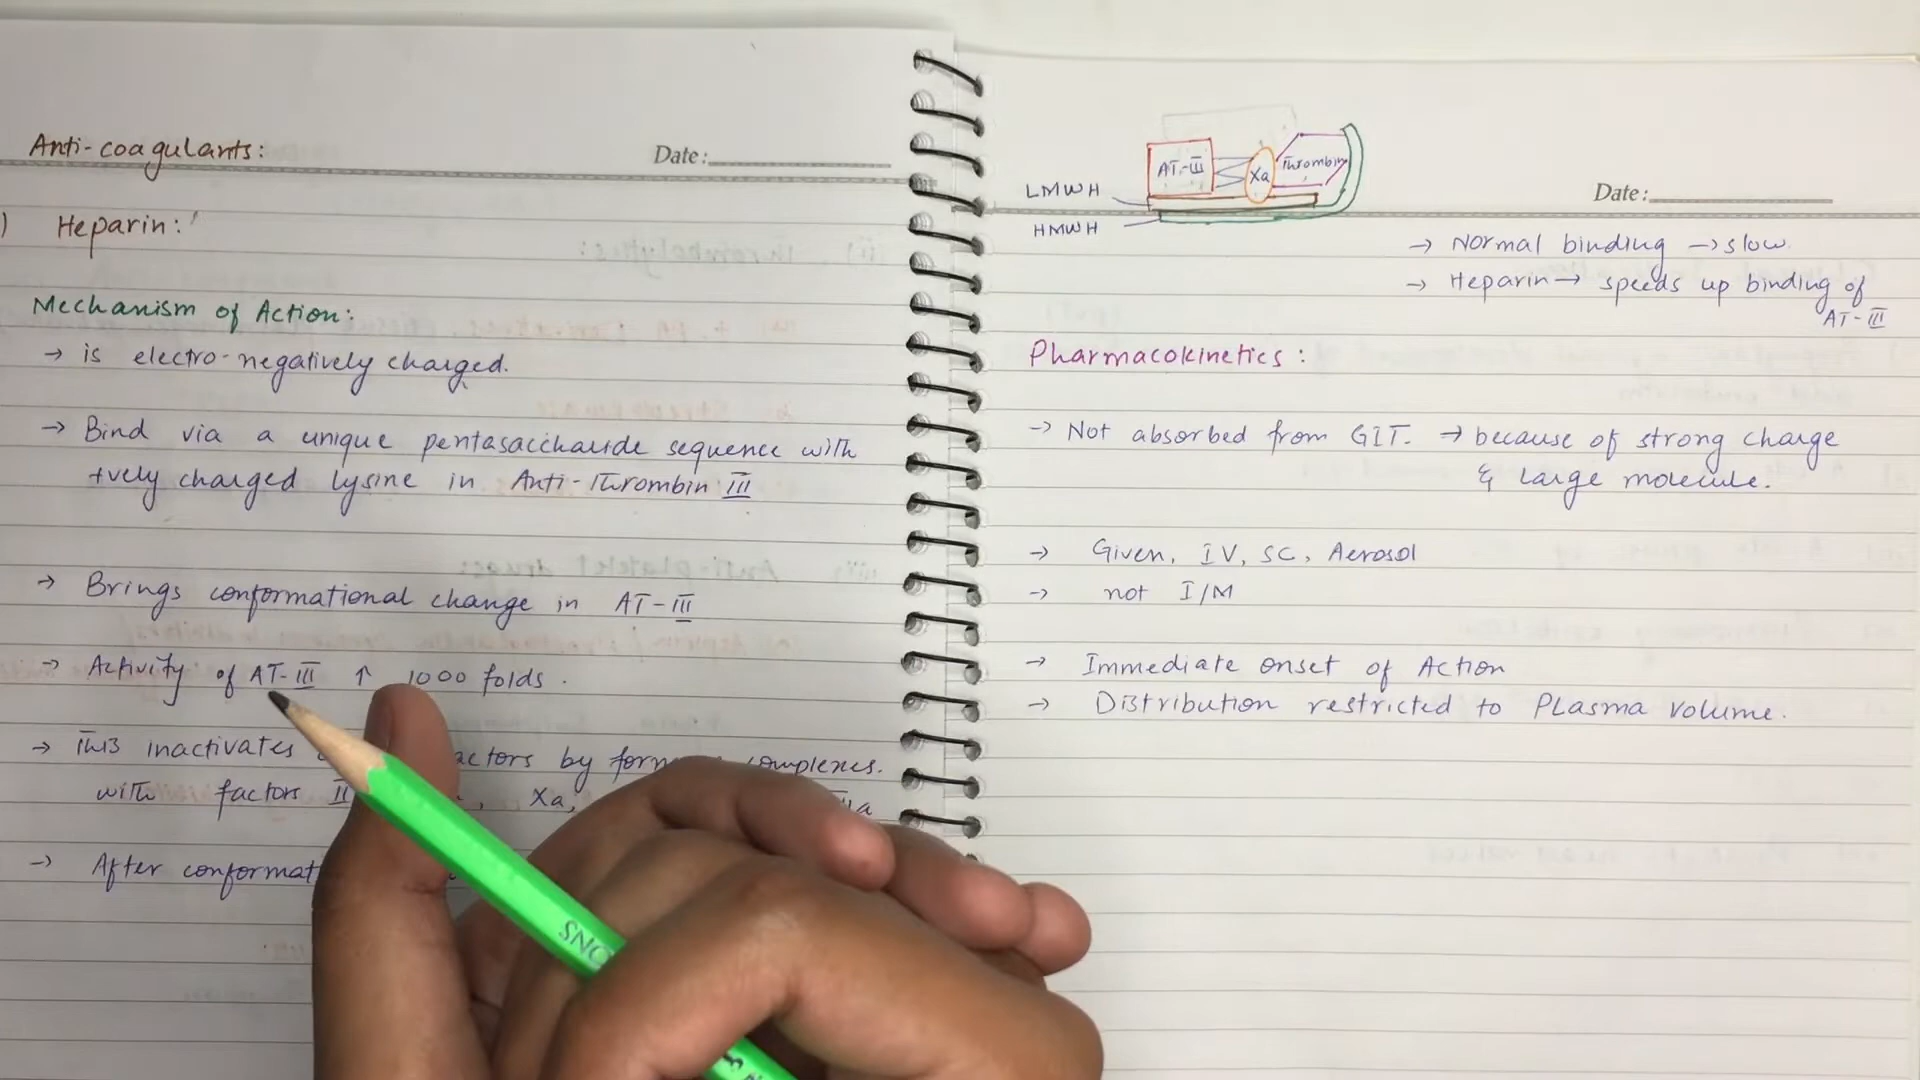 Anti-coagulants:
Date:
) Heparin:
Mechanism of Action:
→ is electro-negatively charged.
→ Bind via a unique pentasaccharide sequence with
+vely charged lysine in Anti-Thrombin III
→ Brings conformational change in AT-III
→ Activity of AT-III ↑ 1000 folds.
→ This inactivates actors by complexes.
with factors II , Xa,
→ After conformat
AT-III Xa Thrombin
LMWH
HMWH
Date:
→ Normal binding → slow.
→ Heparin → speeds up binding of
AT-III
Pharmacokinetics:
→ Not absorbed from GIT. → because of strong charge
& large molecule.
→ Given, IV, SC, Aerosol
→ not I/M
→ Immediate onset of Action
→ Distribution restricted to Plasma volume.
ONS